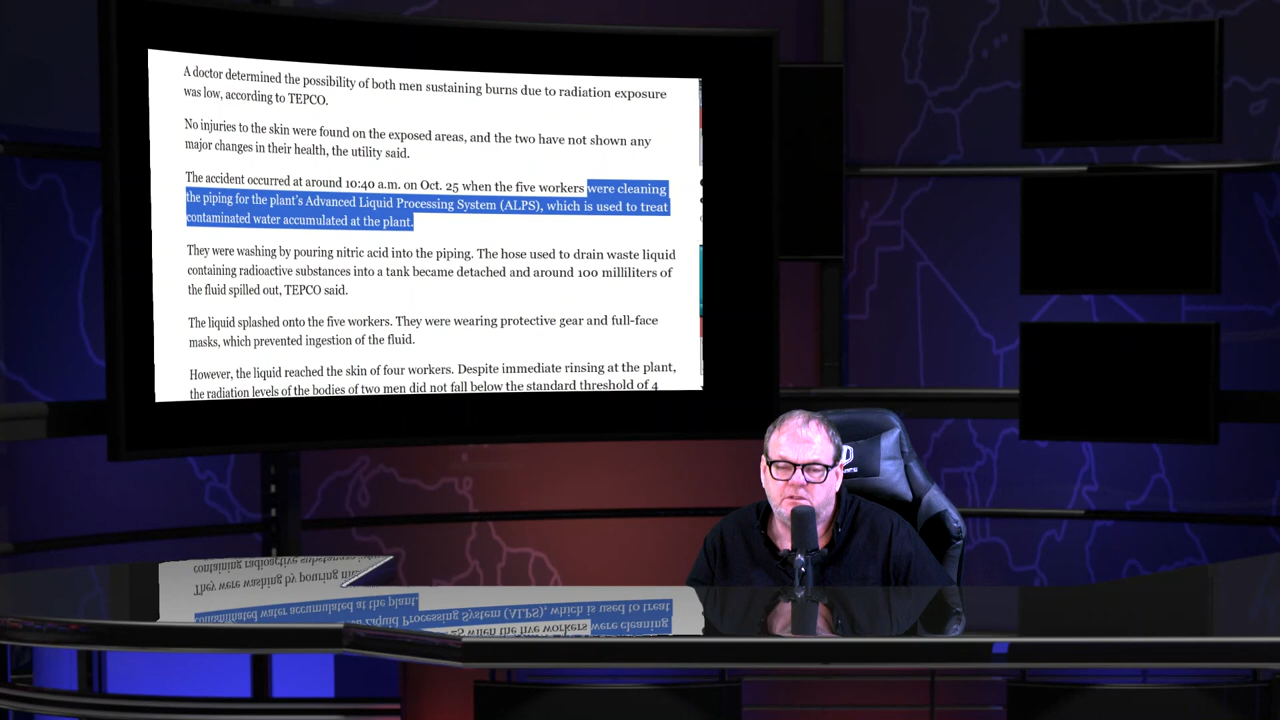 A doctor determined the possibility of both men sustaining burns due to radiation exposure
was low, according to TEPCO.
No injuries to the skin were found on the exposed areas, and the two have not shown any
major changes in their health, the utility said.
The accident occurred at around 10:40 a.m. on Oct. 25 when the five workers were cleaning
the piping for the plant's Advanced Liquid Processing System (ALPS), which is used to treat
contaminated water accumulated at the plant.
They were washing by pouring nitric acid into the piping. The hose used to drain waste liquid
containing radioactive substances into a tank became detached and around 100 milliliters of
the fluid spilled out, TEPCO said.
The liquid splashed onto the five workers. They were wearing protective gear and full-face
masks, which prevented ingestion of the fluid.
However, the liquid reached the skin of four workers. Despite immediate rinsing at the plant,
the radiation levels of the bodies of two men did not fall below the standard threshold of 4